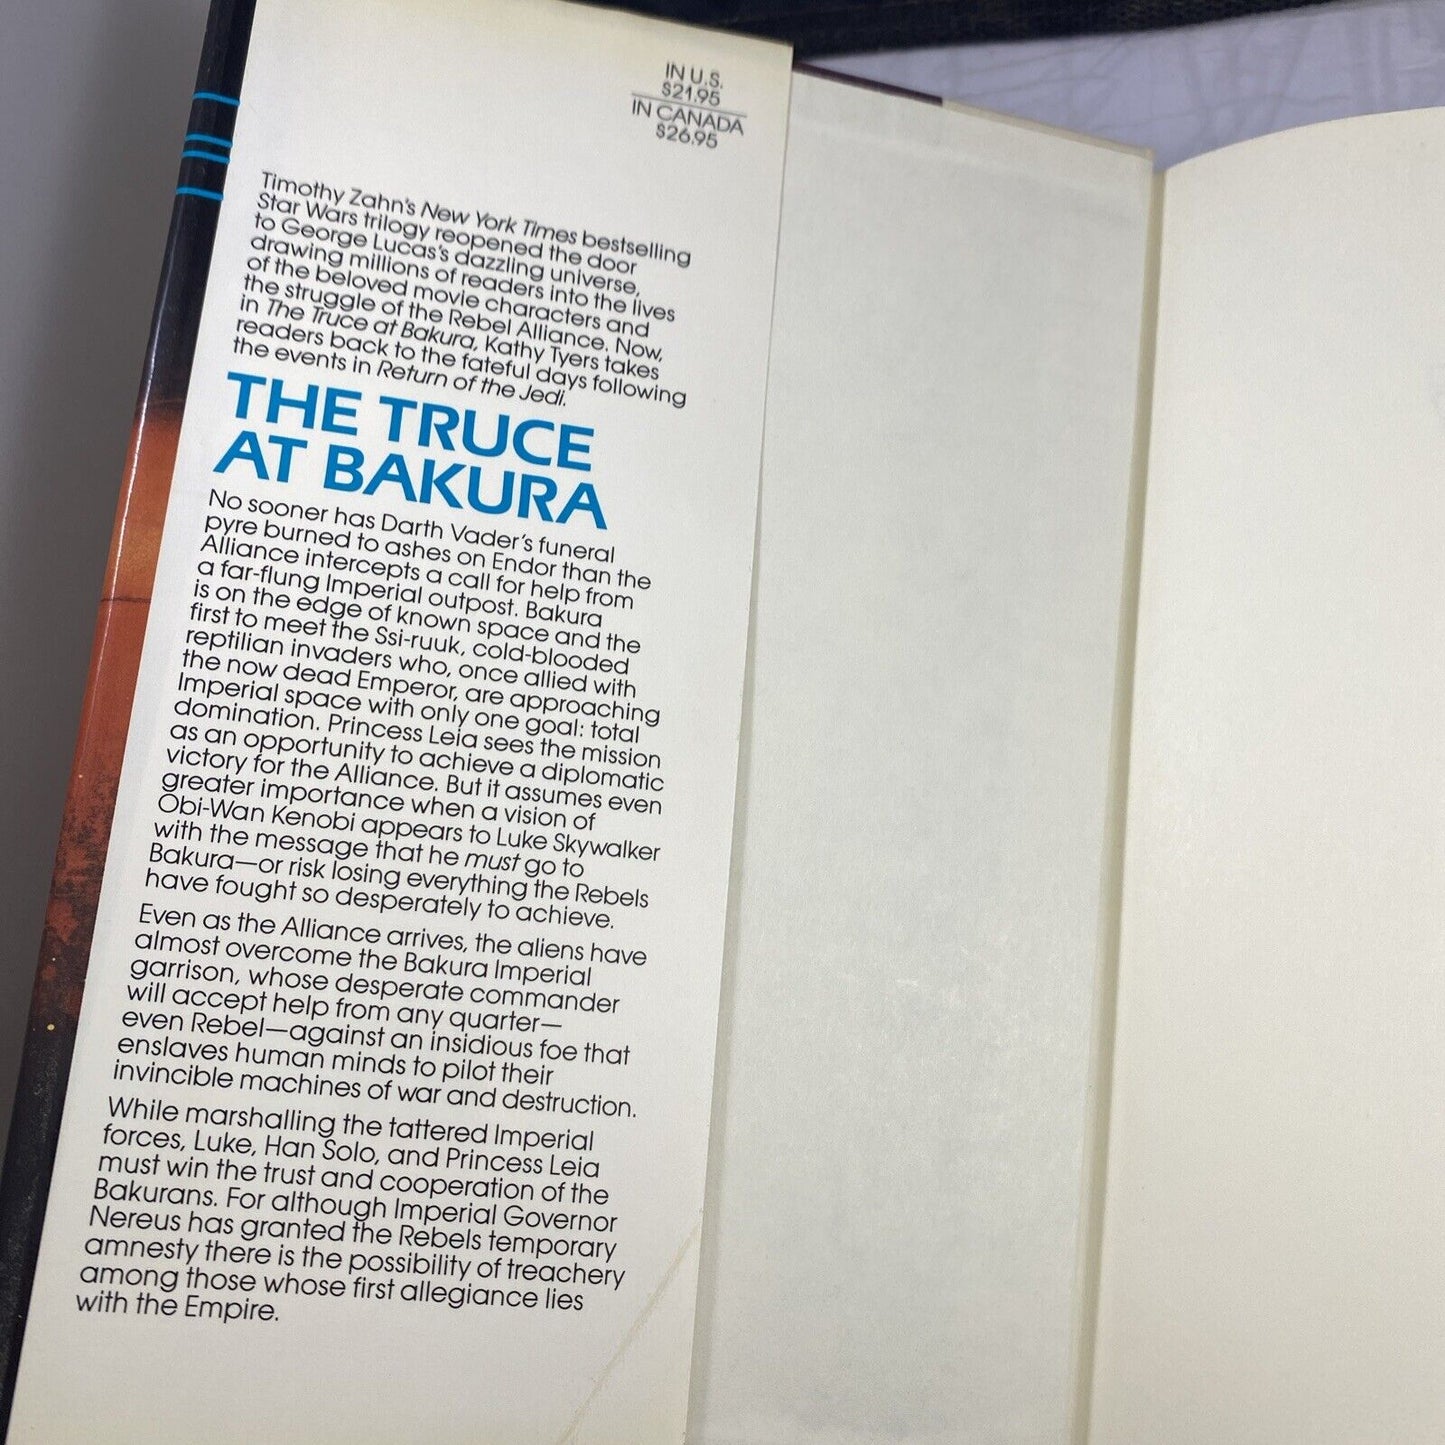 IN U.S.
$21.95
IN CANADA
$26.95
Timothy Zahn's New York Times bestselling
Star Wars trilogy reopened the door
to George Lucas's dazzling universe,
drawing millions of readers into the lives
of the beloved movie characters and
the struggle of the Rebel Alliance. Now,
in The Truce at Bakura, Kathy Tyers takes
readers back to the fateful days following
the events in Return of the Jedi.
THE TRUCE
AT BAKURA
No sooner has Darth Vader's funeral
pyre burned to ashes on Endor than the
Alliance intercepts a call for help from
a far-flung Imperial outpost. Bakura
is on the edge of known space and the
first to meet the Ssi-ruuk, cold-blooded
reptilian invaders who, once allied with
the now dead Emperor, are approaching
Imperial space with only one goal: total
domination. Princess Leia sees the mission
as an opportunity to achieve a diplomatic
victory for the Alliance. But it assumes even
greater importance when a vision of
Obi-Wan Kenobi appears to Luke Skywalker
with the message that he must go to
Bakura—or risk losing everything the Rebels
have fought so desperately to achieve.
Even as the Alliance arrives, the aliens have
almost overcome the Bakura Imperial
garrison, whose desperate commander
will accept help from any quarter—
even Rebel—against an insidious foe that
enslaves human minds to pilot their
invincible machines of war and destruction.
While marshalling the tattered Imperial
forces, Luke, Han Solo, and Princess Leia
must win the trust and cooperation of the
Bakurans. For although Imperial Governor
Nereus has granted the Rebels temporary
amnesty there is the possibility of treachery
among those whose first allegiance lies
with the Empire.